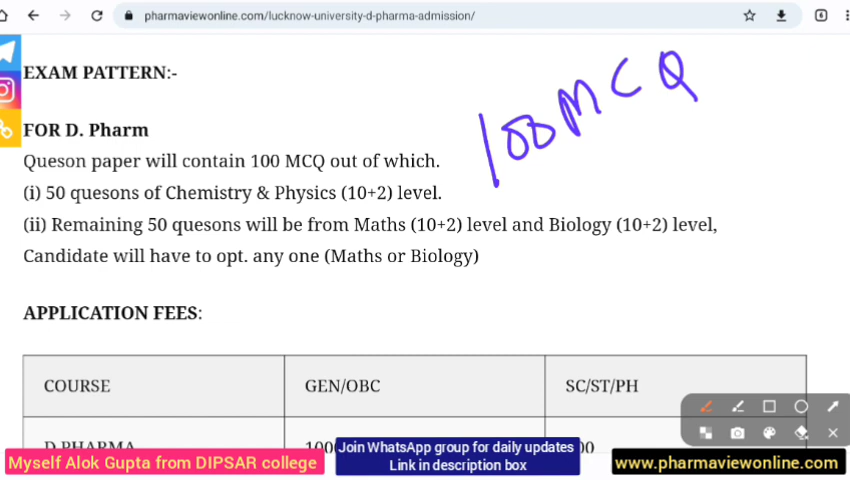 pharmaviewonline.com/lucknow-university-d-pharma-admission/
6
EXAM PATTERN:-
100 MCQ
FOR D. Pharm
Queson paper will contain 100 MCQ out of which.
(i) 50 quesons of Chemistry & Physics (10+2) level.
(ii) Remaining 50 quesons will be from Maths (10+2) level and Biology (10+2) level,
Candidate will have to opt. any one (Maths or Biology)
APPLICATION FEES:
COURSE GEN/OBC SC/ST/PH
D.PHARMA
Myself Alok Gupta from DIPSAR college
Join WhatsApp group for daily updates
Link in description box
www.pharmaviewonline.com